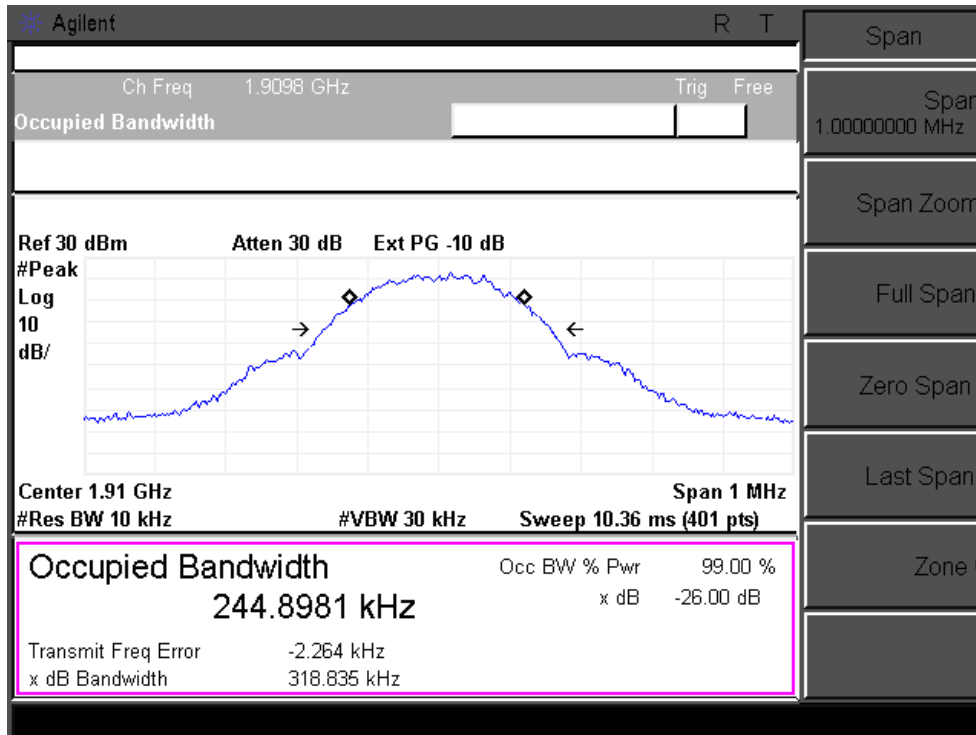 Agilent R T
Span
Ch Freq 1.9098 GHz Trig Free
Occupied Bandwidth
Span
1.00000000 MHz
Span Zoom
Ref 30 dBm Atten 30 dB Ext PG -10 dB
#Peak
Log
10
dB/
Full Span
Zero Span
Last Span
Center 1.91 GHz Span 1 MHz
#Res BW 10 kHz #VBW 30 kHz Sweep 10.36 ms (401 pts)
Occupied Bandwidth
244.8981 kHz
Occ BW % Pwr 99.00 %
x dB -26.00 dB
Zone
Transmit Freq Error -2.264 kHz
x dB Bandwidth 318.835 kHz